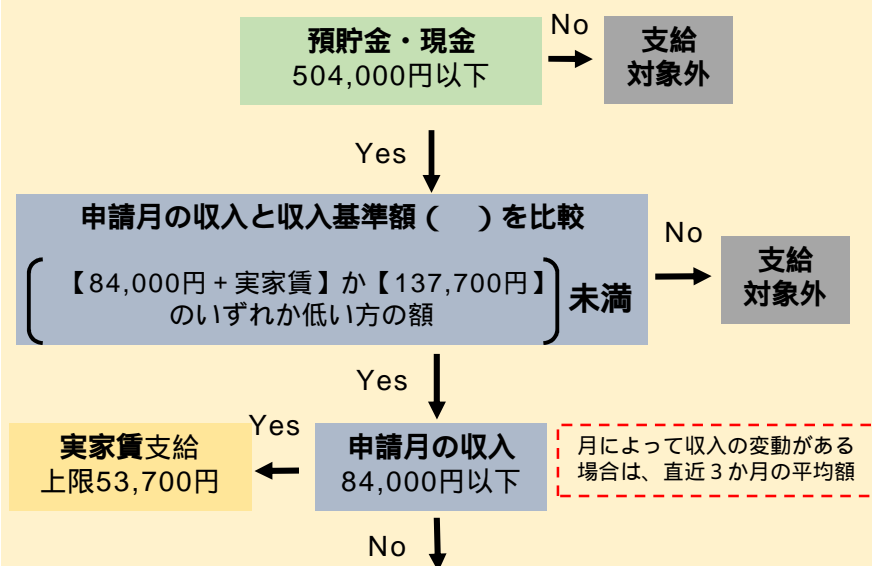 預貯金・現金
504,000円以下
No
支給
対象外
Yes
申請月の収入と収入基準額(　)を比較
【84,000円+実家賃】か【137,700円】
のいずれか低い方の額
未満
No
支給
対象外
Yes
実家賃支給
上限53,700円
Yes
申請月の収入
84,000円以下
月によって収入の変動がある
場合は、直近3か月の平均額
No